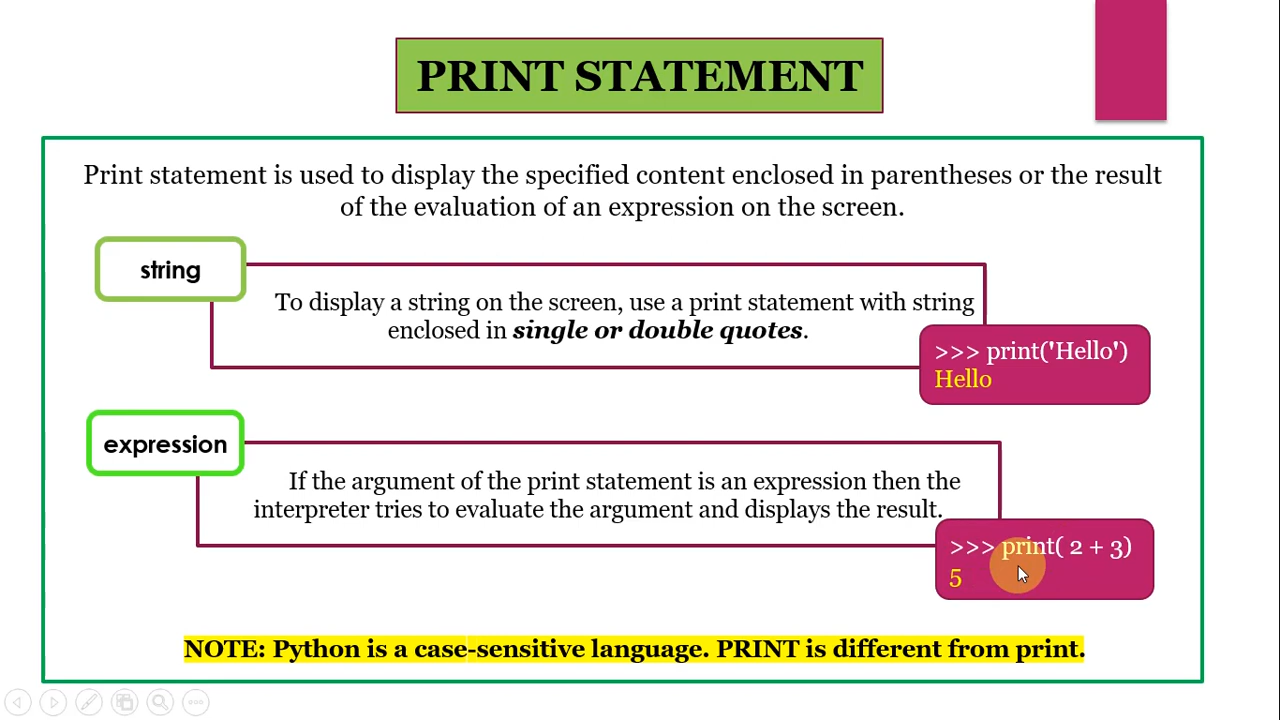 PRINT STATEMENT
Print statement is used to display the specified content enclosed in parentheses or the result
of the evaluation of an expression on the screen.
string
To display a string on the screen, use a print statement with string
enclosed in single or double quotes.
>>> print('Hello')
Hello
expression
If the argument of the print statement is an expression then the
interpreter tries to evaluate the argument and displays the result.
>>> print( 2 + 3)
5
NOTE: Python is a case-sensitive language. PRINT is different from print.